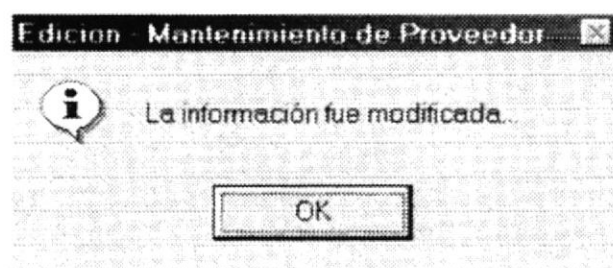 Edicion - Mantenimiento de Proveedor
La información fue modificada...
OK